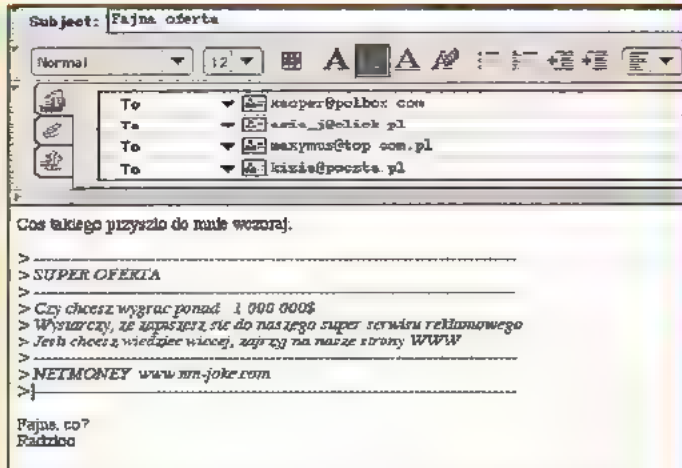 Subject: Fajna oferta
Normal 12
To kacper@polbox com
To asia_j@click pl
To maxymus@top com.pl
To kizia@poczta pl
Cos takiego przyszlo do mnie wczoraj:
>
> SUPER OFERTA
>
> Czy chcesz wygrac ponad 1 000 000$
> Wystarczy, ze zapiszesz sie do naszego super serwisu reklamowego
> Jesli chcesz wiedziec wiecej, zajrzyj na nasze strony WWW
>
> NETMONEY www nm-joke.com
>
Fajne, co?